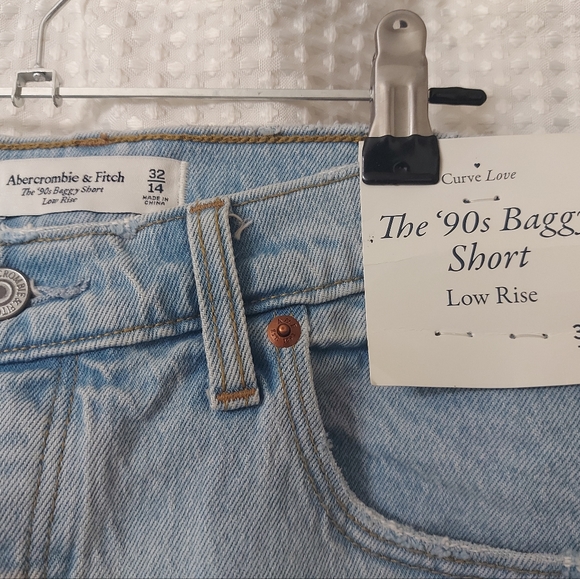 Abercrombie & Fitch
The '90s Baggy Short
Low Rise
32
14
MADE IN
CHINA
Curve Love
The '90s Baggy
Short
Low Rise